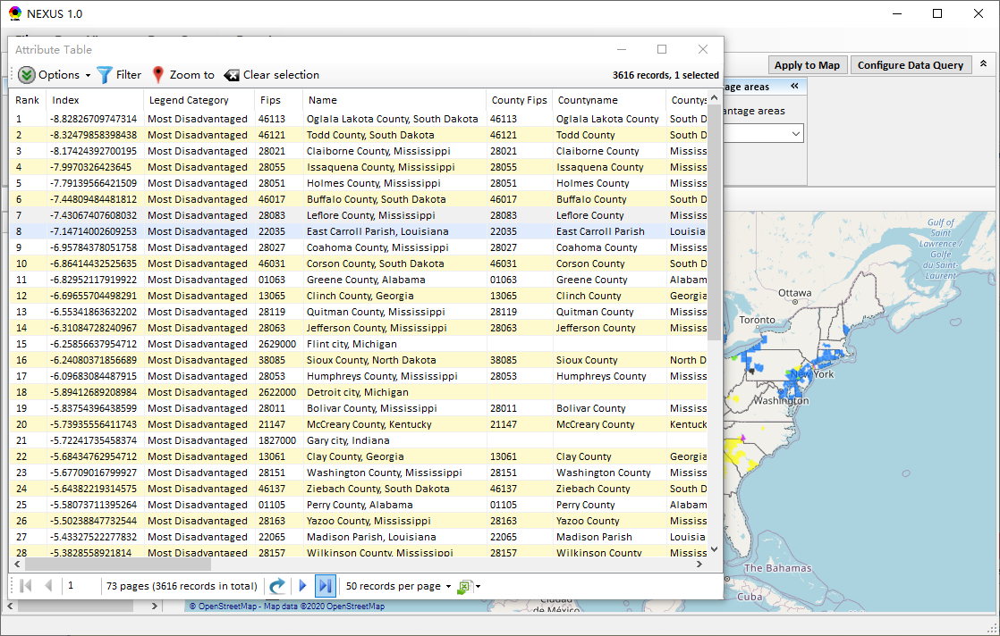 NEXUS 1.0
Attribute Table
Options Filter Zoom to Clear selection 3616 records, 1 selected
Apply to Map Configure Data Query
age areas
antage areas
Rank Index Legend Category Fips Name County Fips Countyname Countys
1 -8.82826709747314 Most Disadvantaged 46113 Oglala Lakota County, South Dakota 46113 Oglala Lakota County South D
2 -8.32479858398438 Most Disadvantaged 46121 Todd County, South Dakota 46121 Todd County South D
3 -8.17424392700195 Most Disadvantaged 28021 Claiborne County, Mississippi 28021 Claiborne County Mississ
4 -7.9970326423645 Most Disadvantaged 28055 Issaquena County, Mississippi 28055 Issaquena County Mississ
5 -7.79139566421509 Most Disadvantaged 28051 Holmes County, Mississippi 28051 Holmes County Mississ
6 -7.44809484481812 Most Disadvantaged 46017 Buffalo County, South Dakota 46017 Buffalo County South D
7 -7.43067407608032 Most Disadvantaged 28083 Leflore County, Mississippi 28083 Leflore County Mississ
8 -7.14714002609253 Most Disadvantaged 22035 East Carroll Parish, Louisiana 22035 East Carroll Parish Louisia
9 -6.95784378051758 Most Disadvantaged 28027 Coahoma County, Mississippi 28027 Coahoma County Mississ
10 -6.86414432525635 Most Disadvantaged 46031 Corson County, South Dakota 46031 Corson County South D
11 -6.82952117919922 Most Disadvantaged 01063 Greene County, Alabama 01063 Greene County Alabam
12 -6.69655704498291 Most Disadvantaged 13065 Clinch County, Georgia 13065 Clinch County Georgia
13 -6.55341863632202 Most Disadvantaged 28119 Quitman County, Mississippi 28119 Quitman County Mississ
14 -6.31084728240967 Most Disadvantaged 28063 Jefferson County, Mississippi 28063 Jefferson County Mississ
15 -6.25856637954712 Most Disadvantaged 2629000 Flint city, Michigan
16 -6.24080371856689 Most Disadvantaged 38085 Sioux County, North Dakota 38085 Sioux County North D
17 -6.09683084487915 Most Disadvantaged 28053 Humphreys County, Mississippi 28053 Humphreys County Mississ
18 -5.89412689208984 Most Disadvantaged 2622000 Detroit city, Michigan
19 -5.83754396438599 Most Disadvantaged 28011 Bolivar County, Mississippi 28011 Bolivar County Mississ
20 -5.73935556411743 Most Disadvantaged 21147 McCreary County, Kentucky 21147 McCreary County Kentuck
21 -5.72241735458374 Most Disadvantaged 1827000 Gary city, Indiana
22 -5.68434762954712 Most Disadvantaged 13061 Clay County, Georgia 13061 Clay County Georgia
23 -5.67709016799927 Most Disadvantaged 28151 Washington County, Mississippi 28151 Washington County Mississ
24 -5.64382219314575 Most Disadvantaged 46137 Ziebach County, South Dakota 46137 Ziebach County South D
25 -5.58073711395264 Most Disadvantaged 01105 Perry County, Alabama 01105 Perry County Alabam
26 -5.50238847732544 Most Disadvantaged 28163 Yazoo County, Mississippi 28163 Yazoo County Mississ
27 -5.43327522277832 Most Disadvantaged 22065 Madison Parish, Louisiana 22065 Madison Parish Louisia
28 -5.3828558921814 Most Disadvantaged 28157 Wilkinson County, Mississippi 28157 Wilkinson County Mississ
1 73 pages (3616 records in total) 50 records per page
Gulf of
Saint
Lawrence /
Golfe
du Saint-
Laurent
Ottawa
Toronto
New York
Washington
The Bahamas
Cuba
Ciudad
de México
© OpenStreetMap - Map data ©2020 OpenStreetMap